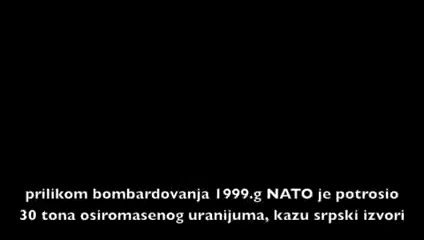 prilikom bombardovanja 1999.g NATO je potrosio
30 tona osiromasenog uranijuma, kazu srpski izvori